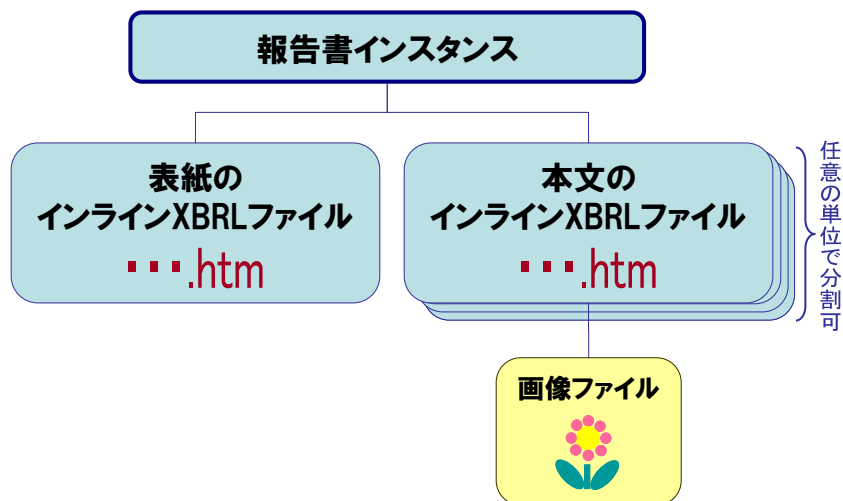 報告書インスタンス
表紙の
インラインXBRLファイル
▪▪▪.htm
本文の
インラインXBRLファイル
▪▪▪.htm
任意の単位で分割可
画像ファイル